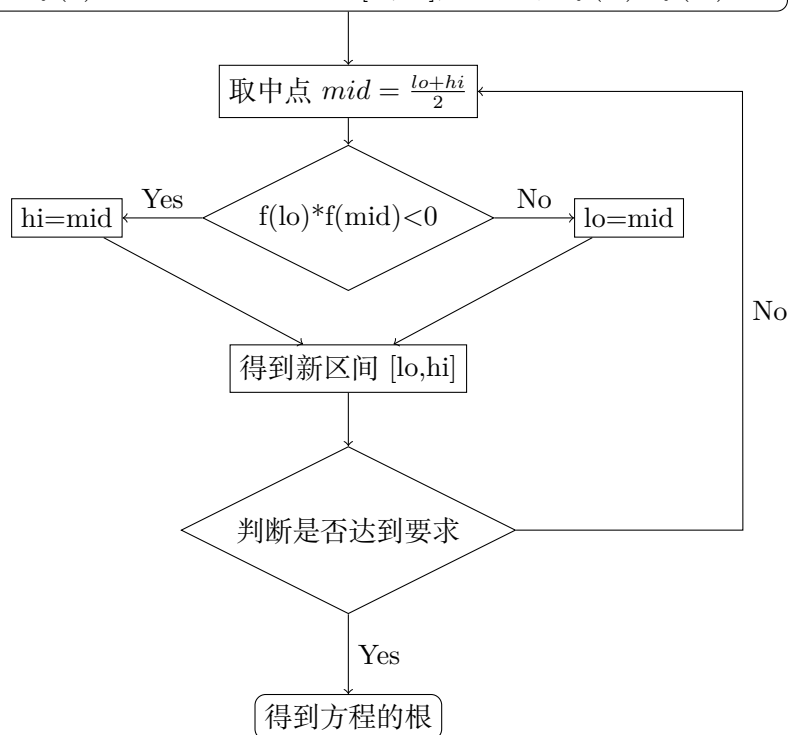 取中点 mid = \frac{lo+hi}{2}
f(lo)*f(mid)<0
Yes
No
hi=mid
lo=mid
No
得到新区间 [lo,hi]
判断是否达到要求
Yes
得到方程的根